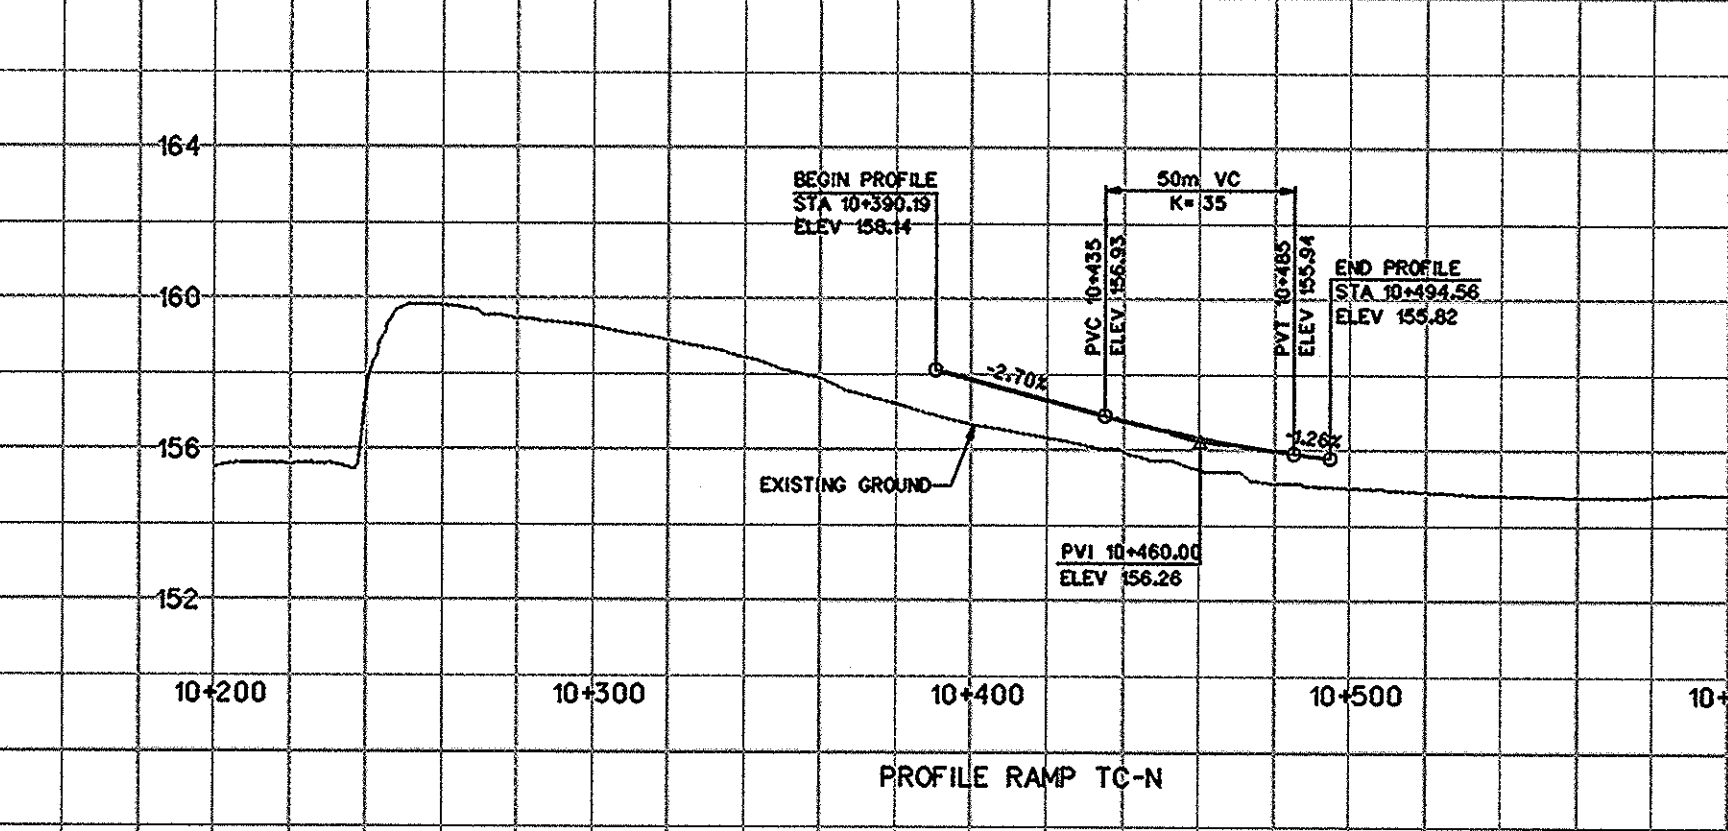 164
160
156
152
BEGIN PROFILE
STA 10+390.19
ELEV 158.14
-2.70%
50m VC
K= 35
PVC 10+435
ELEV 156.93
PVT 10+485
ELEV 155.94
END PROFILE
STA 10+494.56
ELEV 155.82
-1.26%
EXISTING GROUND
PVI 10+460.00
ELEV 156.26
10+200
10+300
10+400
10+500
10+
PROFILE RAMP TC-N